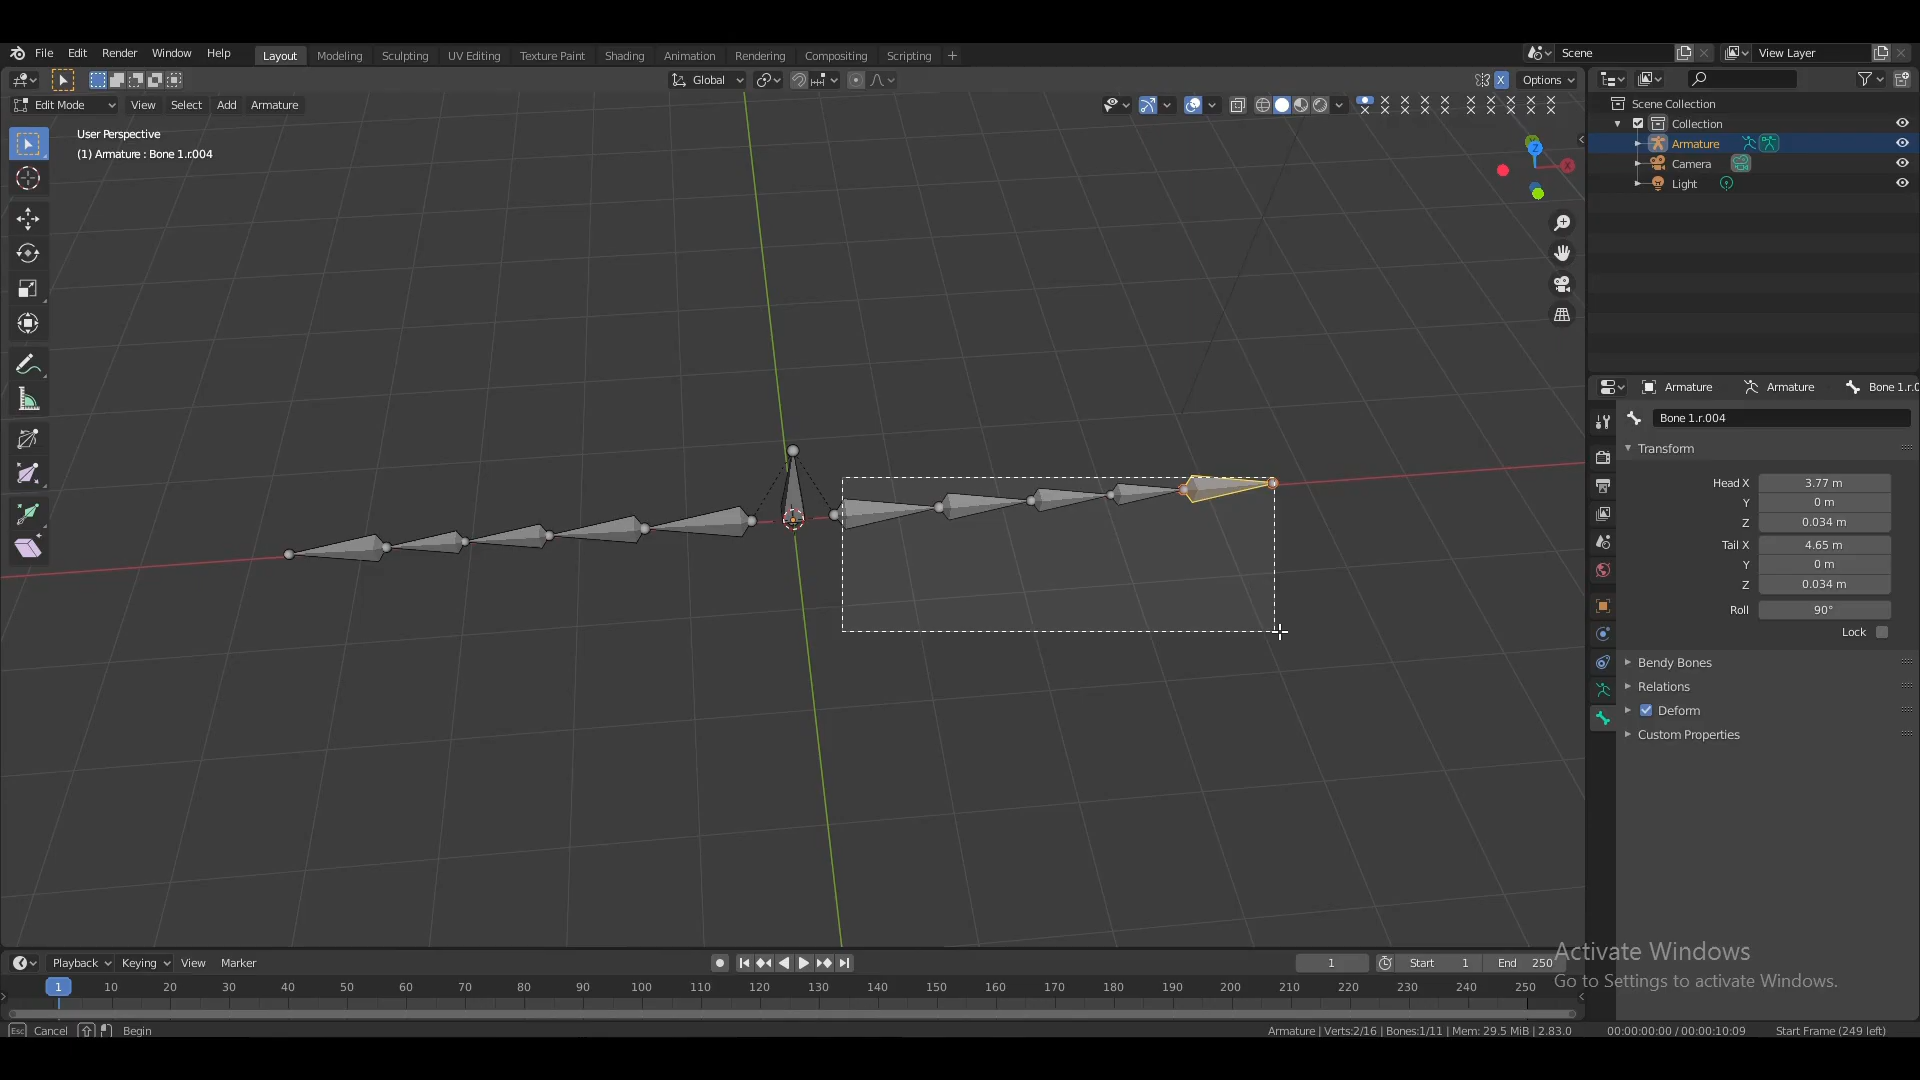 File Edit Render Window Help Layout Modeling Sculpting UV Editing Texture Paint Shading Animation Rendering Compositing Scripting + Scene View Layer
Global X Options
Edit Mode View Select Add Armature
User Perspective
(1) Armature : Bone 1.r.004
Z
Scene Collection
Collection
Armature
Camera
Light
Armature Armature Bone 1.r.0
Bone 1.r.004
Transform
Head X 3.77 m
Y 0 m
Z 0.034 m
Tail X 4.65 m
Y 0 m
Z 0.034 m
Roll 90°
Lock
Bendy Bones
Relations
Deform
Custom Properties
Activate Windows
Go to Settings to activate Windows.
Playback Keying View Marker 1 Start 1 End 250
1 10 20 30 40 50 60 70 80 90 100 110 120 130 140 150 160 170 180 190 200 210 220 230 240 250
Esc Cancel Begin Armature | Verts:2/16 | Bones:1/11 | Mem: 29.5 MiB | 2.83.0 00:00:00:00 / 00:00:10:09 Start Frame (249 left)